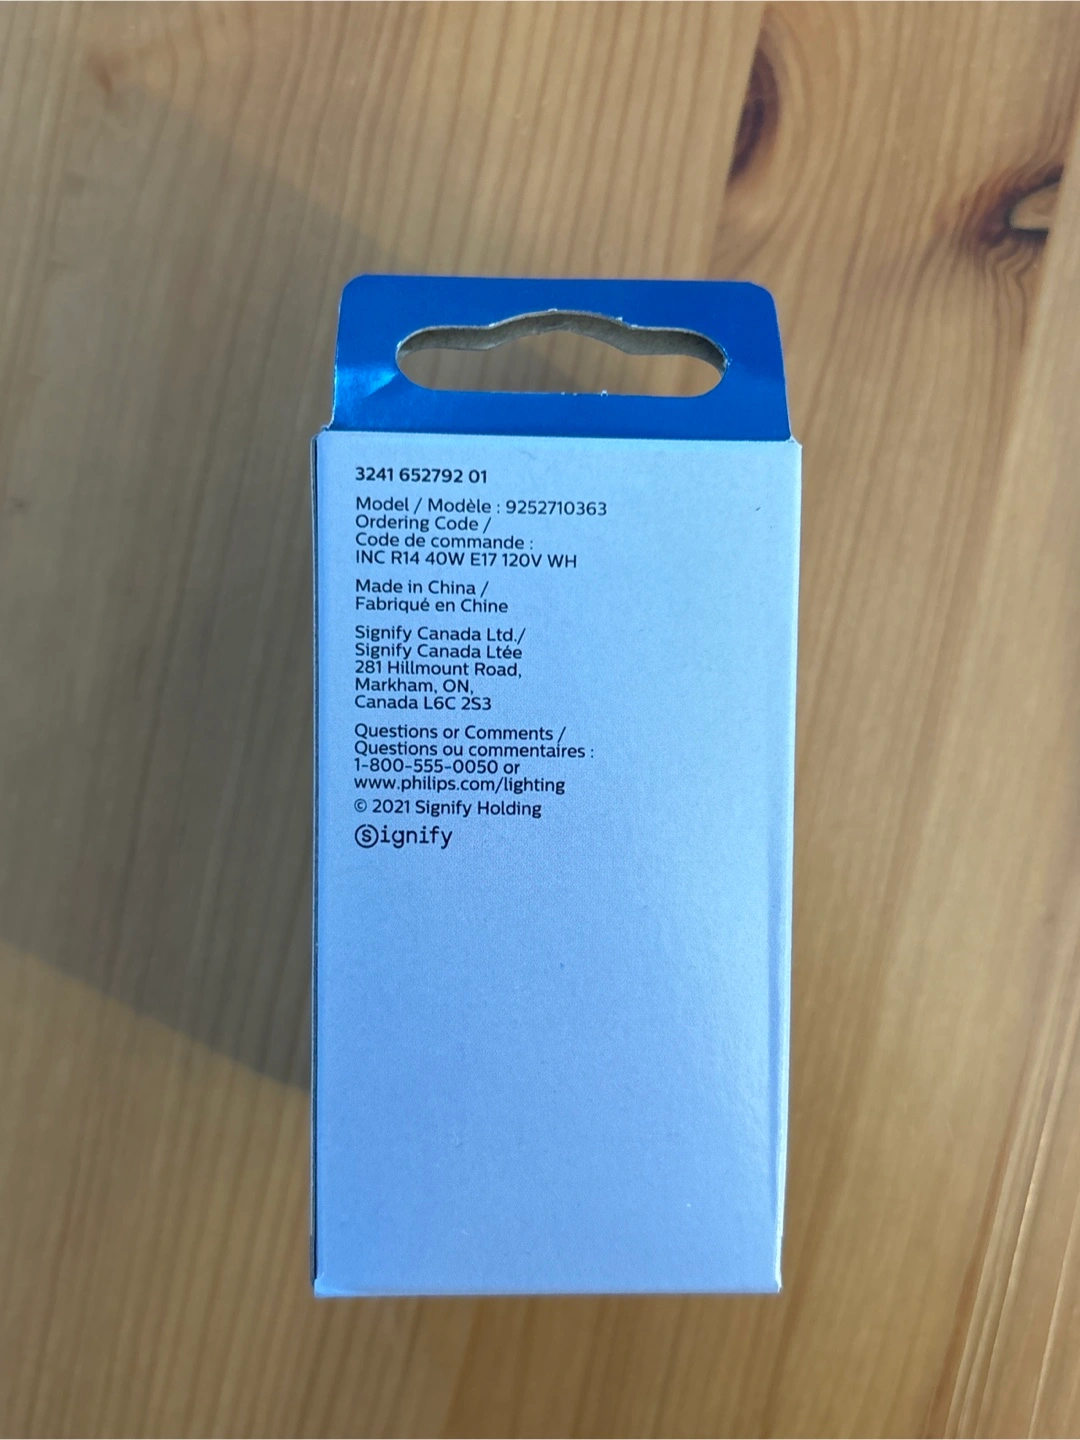 3241 652792 01
Model / Modèle : 9252710363
Ordering Code /
Code de commande :
INC R14 40W E17 120V WH
Made in China /
Fabriqué en Chine
Signify Canada Ltd./
Signify Canada Ltée
281 Hillmount Road,
Markham, ON,
Canada L6C 2S3
Questions or Comments /
Questions ou commentaires :
1-800-555-0050 or
www.philips.com/lighting
© 2021 Signify Holding
Signify